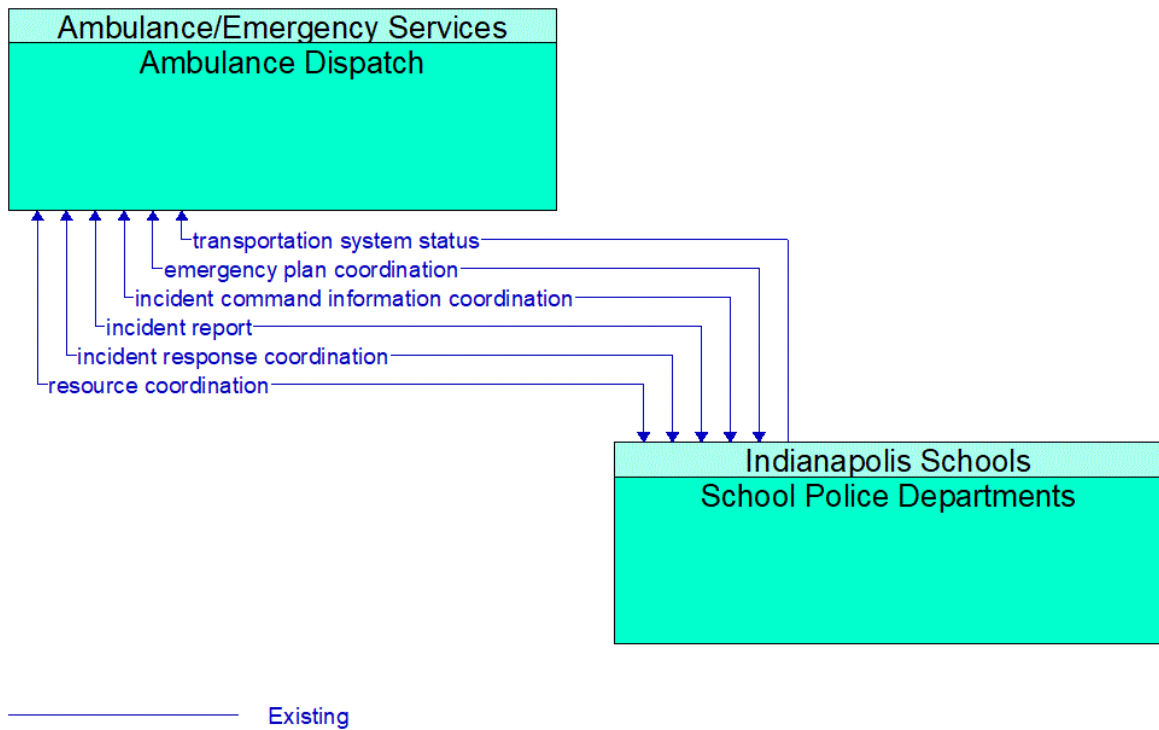 Ambulance/Emergency Services
Ambulance Dispatch
transportation system status
emergency plan coordination
incident command information coordination
incident report
incident response coordination
resource coordination
Indianapolis Schools
School Police Departments
Existing